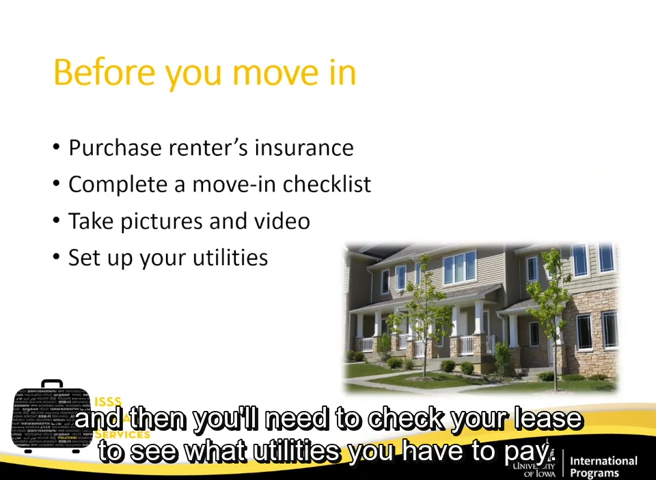 Before you move in
• Purchase renter's insurance
• Complete a move-in checklist
• Take pictures and video
• Set up your utilities
ISSS
SERVICES
and then you'll need to check your lease
to see what utilities you have to pay.
OF IOWA
International
Programs